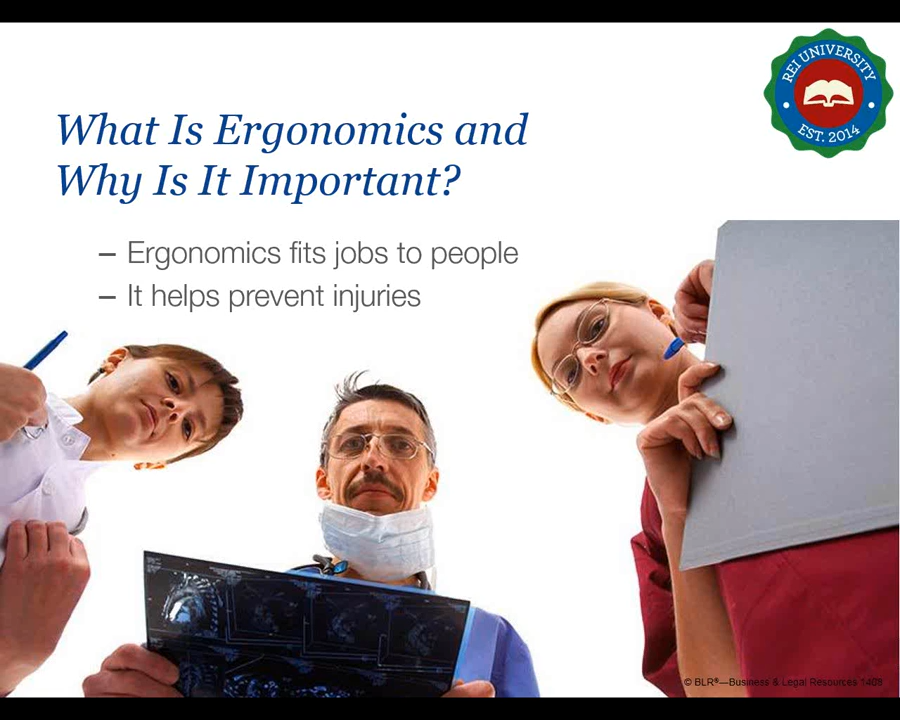 REI UNIVERSITY
EST. 2014
What Is Ergonomics and
Why Is It Important?
– Ergonomics fits jobs to people
– It helps prevent injuries
© BLR®—Business & Legal Resources 1408